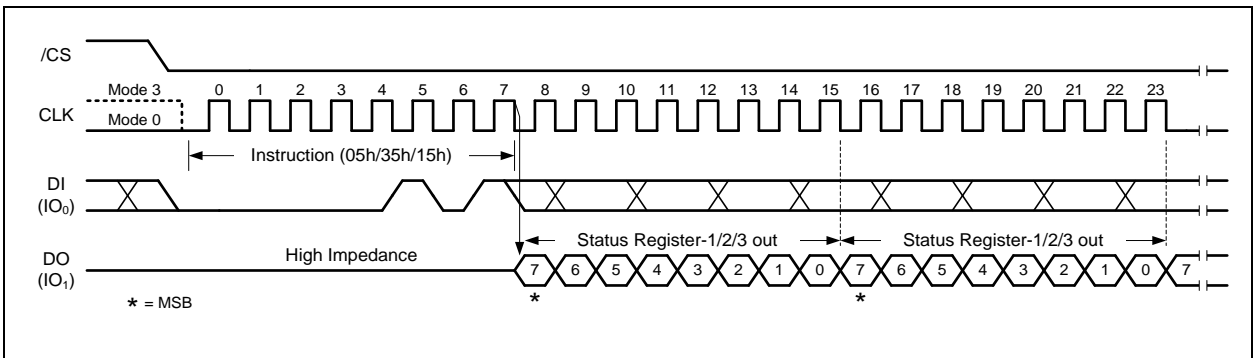 /CS
Mode 3 0 1 2 3 4 5 6 7 8 9 10 11 12 13 14 15 16 17 18 19 20 21 22 23
CLK
Mode 0
Instruction (05h/35h/15h)
DI
(IO₀)
Status Register-1/2/3 out Status Register-1/2/3 out
DO High Impedance
(IO₁)
7 6 5 4 3 2 1 0 7 6 5 4 3 2 1 0 7
* *
* = MSB